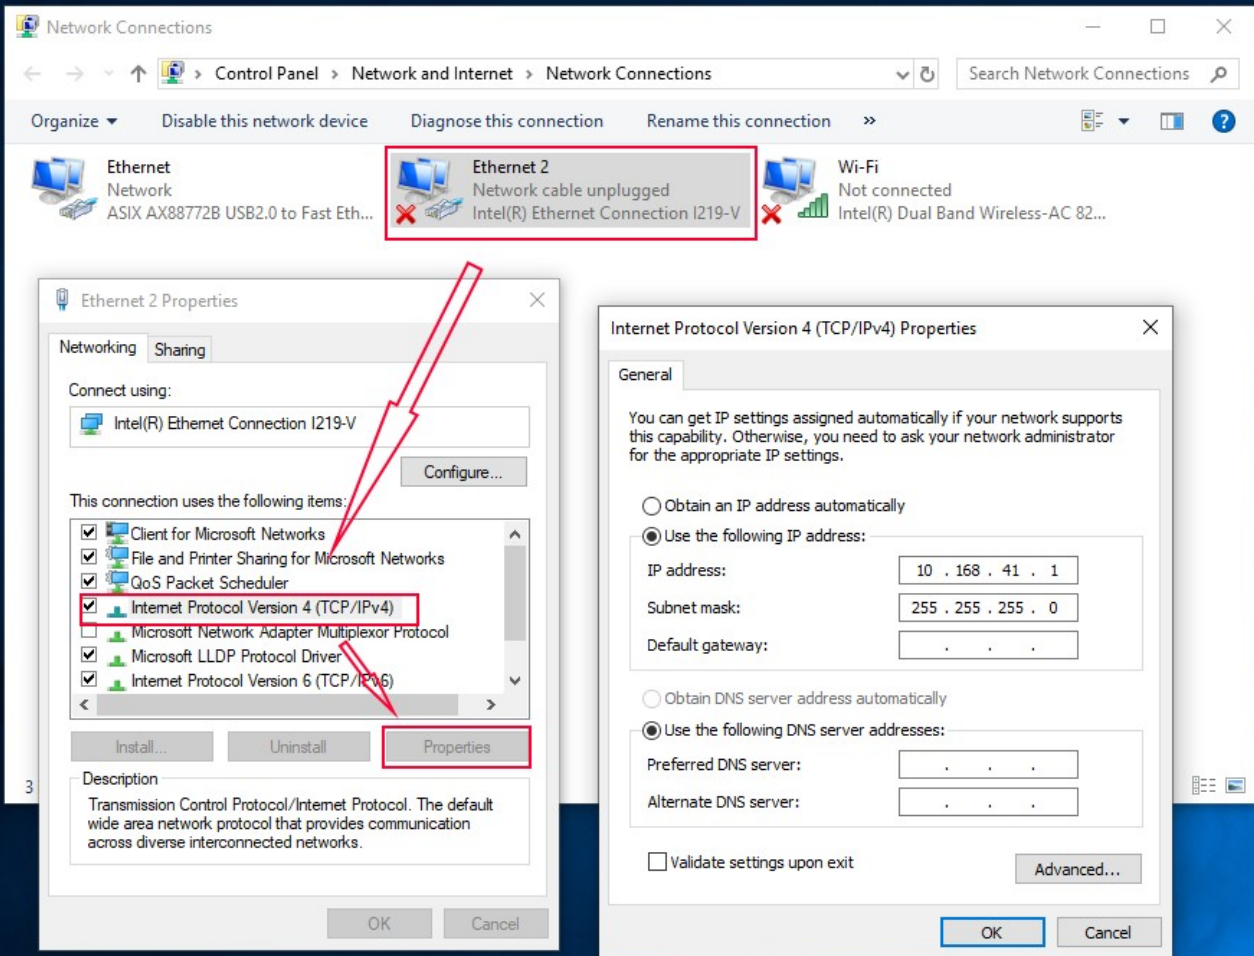 Network Connections
Control Panel > Network and Internet > Network Connections
Search Network Connections
Organize
Disable this network device
Diagnose this connection
Rename this connection
»
?
Ethernet
Network
ASIX AX88772B USB2.0 to Fast Eth...
Ethernet 2
Network cable unplugged
Intel(R) Ethernet Connection I219-V
Wi-Fi
Not connected
Intel(R) Dual Band Wireless-AC 82...
Ethernet 2 Properties
Networking
Sharing
Connect using:
Intel(R) Ethernet Connection I219-V
Configure...
This connection uses the following items:
Client for Microsoft Networks
File and Printer Sharing for Microsoft Networks
QoS Packet Scheduler
Internet Protocol Version 4 (TCP/IPv4)
Microsoft Network Adapter Multiplexor Protocol
Microsoft LLDP Protocol Driver
Internet Protocol Version 6 (TCP/IPv6)
Install...
Uninstall
Properties
Description
Transmission Control Protocol/Internet Protocol. The default
wide area network protocol that provides communication
across diverse interconnected networks.
OK
Cancel
3
Internet Protocol Version 4 (TCP/IPv4) Properties
General
You can get IP settings assigned automatically if your network supports
this capability. Otherwise, you need to ask your network administrator
for the appropriate IP settings.
Obtain an IP address automatically
Use the following IP address:
IP address:
10 . 168 . 41 . 1
Subnet mask:
255 . 255 . 255 . 0
Default gateway:
. . .
Obtain DNS server address automatically
Use the following DNS server addresses:
Preferred DNS server:
. . .
Alternate DNS server:
. . .
Validate settings upon exit
Advanced...
OK
Cancel